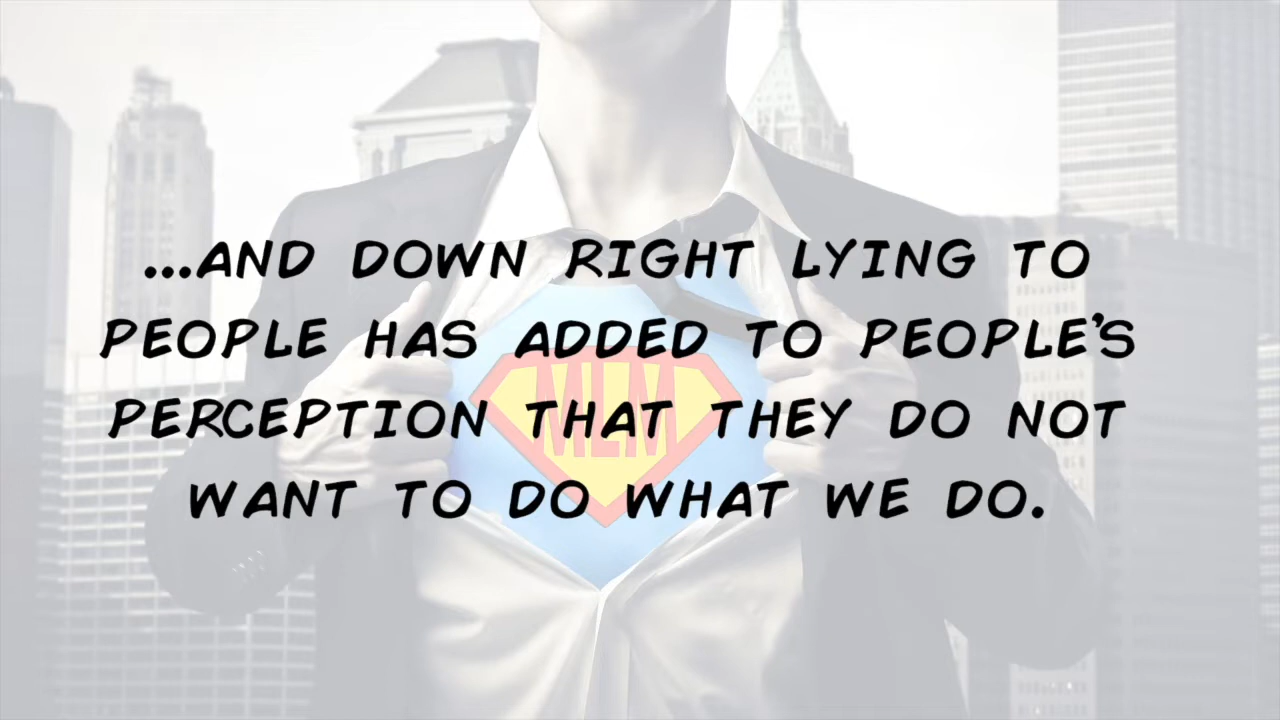 ...AND DOWN RIGHT LYING TO
PEOPLE HAS ADDED TO PEOPLE'S
PERCEPTION THAT THEY DO NOT
WANT TO DO WHAT WE DO.
MLM